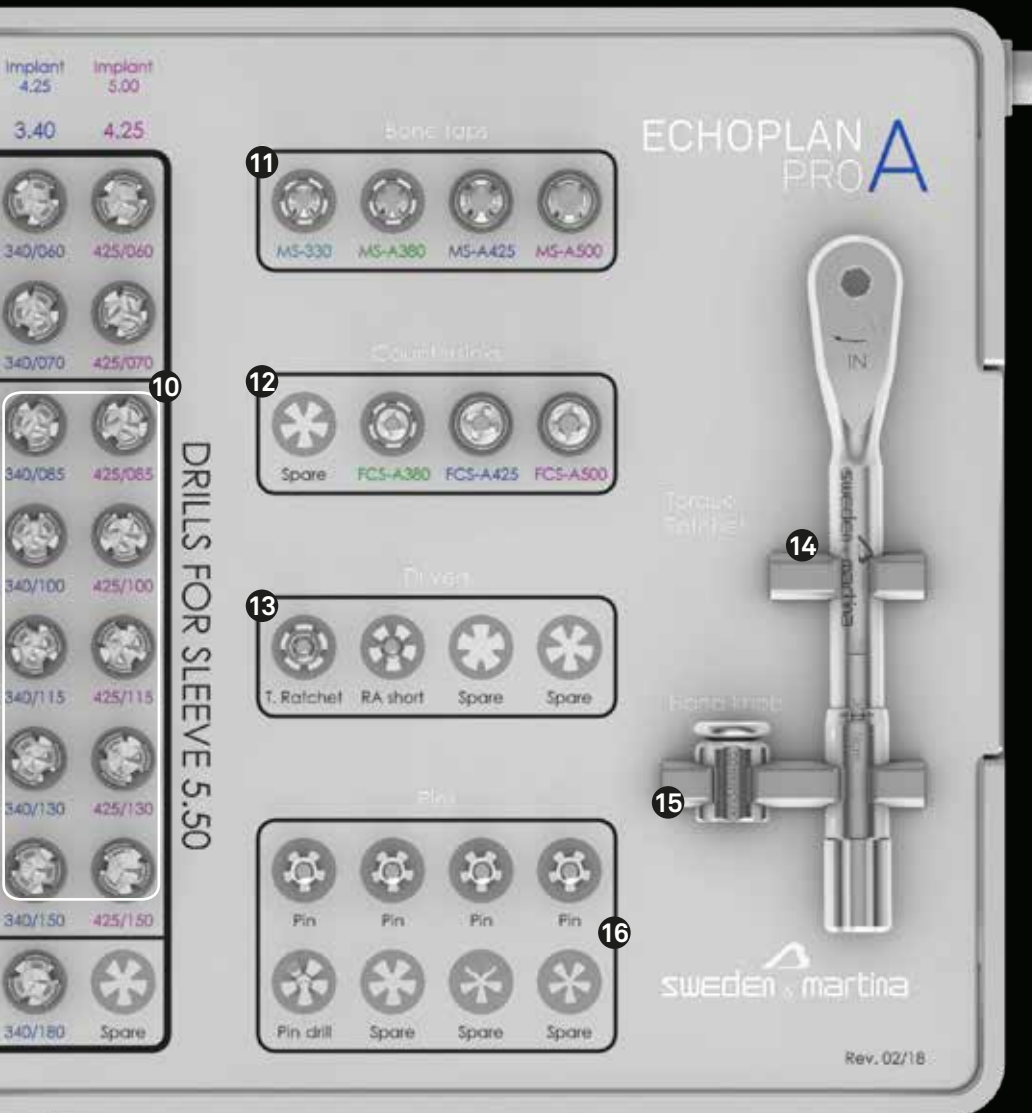 Implant Implant
4.25 5.00
3.40 4.25
340/060 425/060
340/070 425/070
10
340/085 425/085
340/100 425/100
340/115 425/115
340/130 425/130
340/150 425/150
340/180 Spare
DRILLS FOR SLEEVE 5.50
Bone taps
11
MS-330 MS-A380 MS-A425 MS-A500
Countersinks
12
Spare FCS-A380 FCS-A425 FCS-A500
Drivers
13
T. Ratchet RA short Spare Spare
Pins
Pin Pin Pin Pin
16
Pin drill Spare Spare Spare
ECHOPLAN
PRO A
IN
Torque
Ratchet
14
sweden & martina
Hand knob
15
sweden & martina
Rev. 02/18